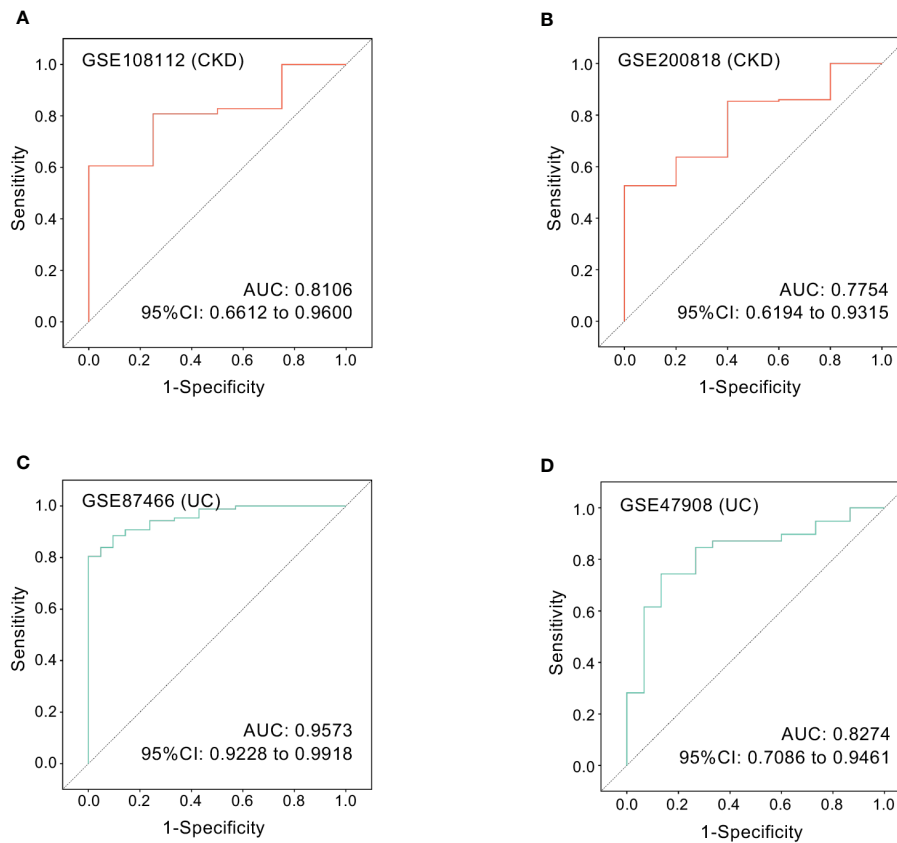 A
GSE108112 (CKD)
1.0
0.8
0.6
0.4
0.2
0.0
Sensitivity
AUC: 0.8106
95%CI: 0.6612 to 0.9600
0.0 0.2 0.4 0.6 0.8 1.0
1-Specificity
B
GSE200818 (CKD)
1.0
0.8
0.6
0.4
0.2
0.0
Sensitivity
AUC: 0.7754
95%CI: 0.6194 to 0.9315
0.0 0.2 0.4 0.6 0.8 1.0
1-Specificity
C
GSE87466 (UC)
1.0
0.8
0.6
0.4
0.2
0.0
Sensitivity
AUC: 0.9573
95%CI: 0.9228 to 0.9918
0.0 0.2 0.4 0.6 0.8 1.0
1-Specificity
D
GSE47908 (UC)
1.0
0.8
0.6
0.4
0.2
0.0
Sensitivity
AUC: 0.8274
95%CI: 0.7086 to 0.9461
0.0 0.2 0.4 0.6 0.8 1.0
1-Specificity